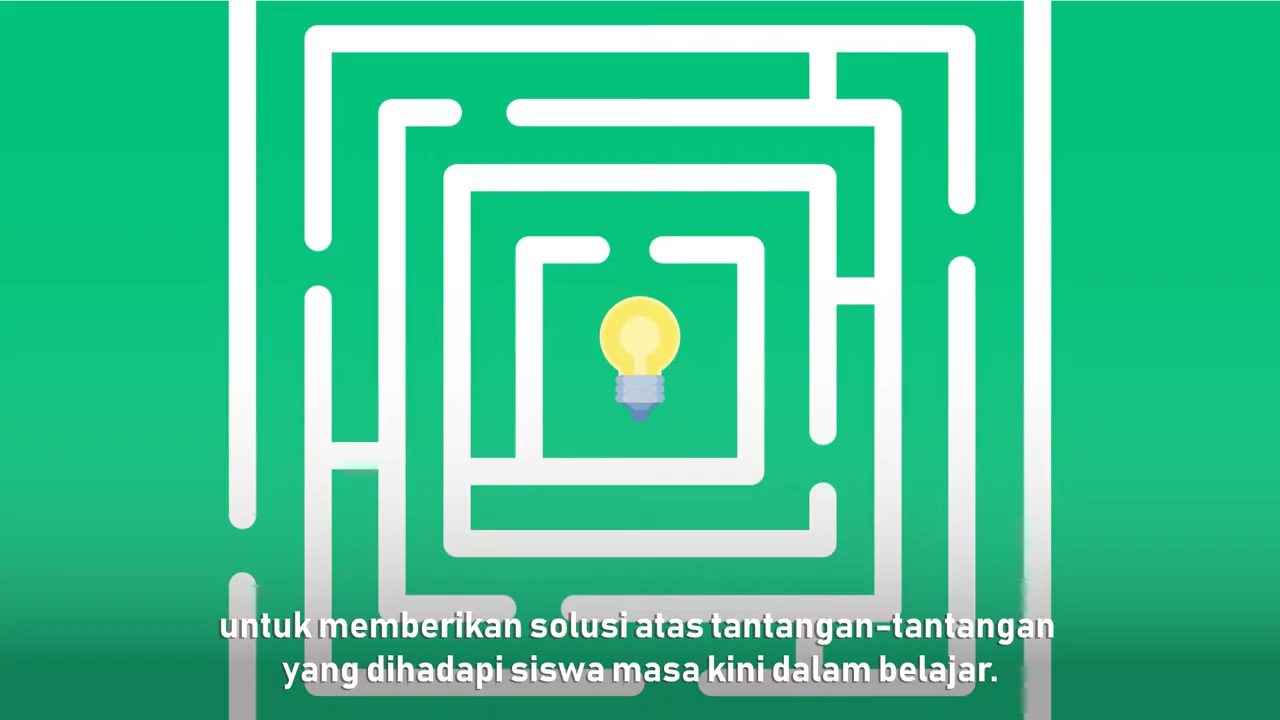 untuk memberikan solusi atas tantangan-tantangan
yang dihadapi siswa masa kini dalam belajar.